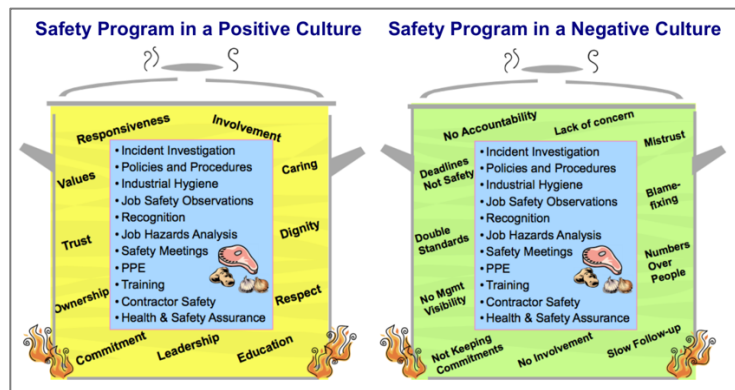 Safety Program in a Positive Culture
Responsiveness
Involvement
Values
Caring
Trust
Dignity
Ownership
Respect
Commitment
Leadership
Education
• Incident Investigation
• Policies and Procedures
• Industrial Hygiene
• Job Safety Observations
• Recognition
• Job Hazards Analysis
• Safety Meetings
• PPE
• Training
• Contractor Safety
• Health & Safety Assurance
Safety Program in a Negative Culture
No Accountability
Lack of concern
Mistrust
Deadlines
Not Safety
Blame-
fixing
Double
Standards
Numbers
Over
People
No Mgmt
Visibility
Not Keeping
Commitments
No Involvement
Slow Follow-up
• Incident Investigation
• Policies and Procedures
• Industrial Hygiene
• Job Safety Observations
• Recognition
• Job Hazards Analysis
• Safety Meetings
• PPE
• Training
• Contractor Safety
• Health & Safety Assurance